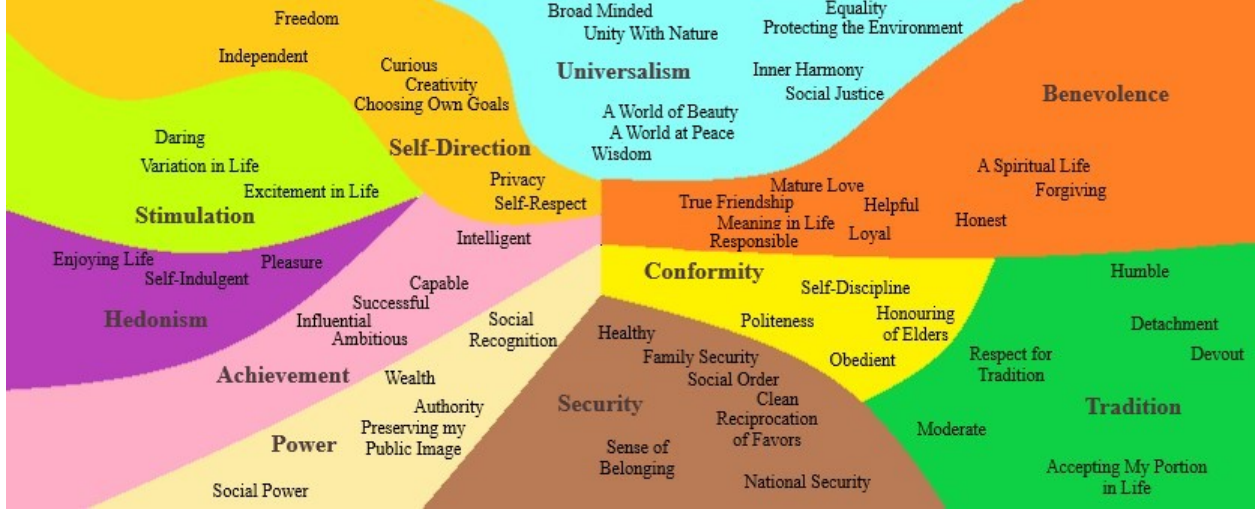 Freedom
Independent
Curious
Creativity
Choosing Own Goals
Self-Direction
Privacy
Self-Respect
Broad Minded
Unity With Nature
Universalism
Equality
Protecting the Environment
Inner Harmony
Social Justice
A World of Beauty
A World at Peace
Wisdom
Benevolence
A Spiritual Life
Forgiving
Mature Love
True Friendship
Helpful
Meaning in Life
Honest
Responsible
Loyal
Daring
Variation in Life
Excitement in Life
Stimulation
Enjoying Life
Pleasure
Self-Indulgent
Hedonism
Intelligent
Capable
Successful
Influential
Ambitious
Achievement
Social
Recognition
Wealth
Authority
Preserving my
Public Image
Power
Social Power
Conformity
Self-Discipline
Politeness
Honouring
of Elders
Obedient
Healthy
Family Security
Social Order
Clean
Security
Reciprocation
of Favors
Sense of
Belonging
National Security
Humble
Detachment
Devout
Respect for
Tradition
Tradition
Moderate
Accepting My Portion
in Life